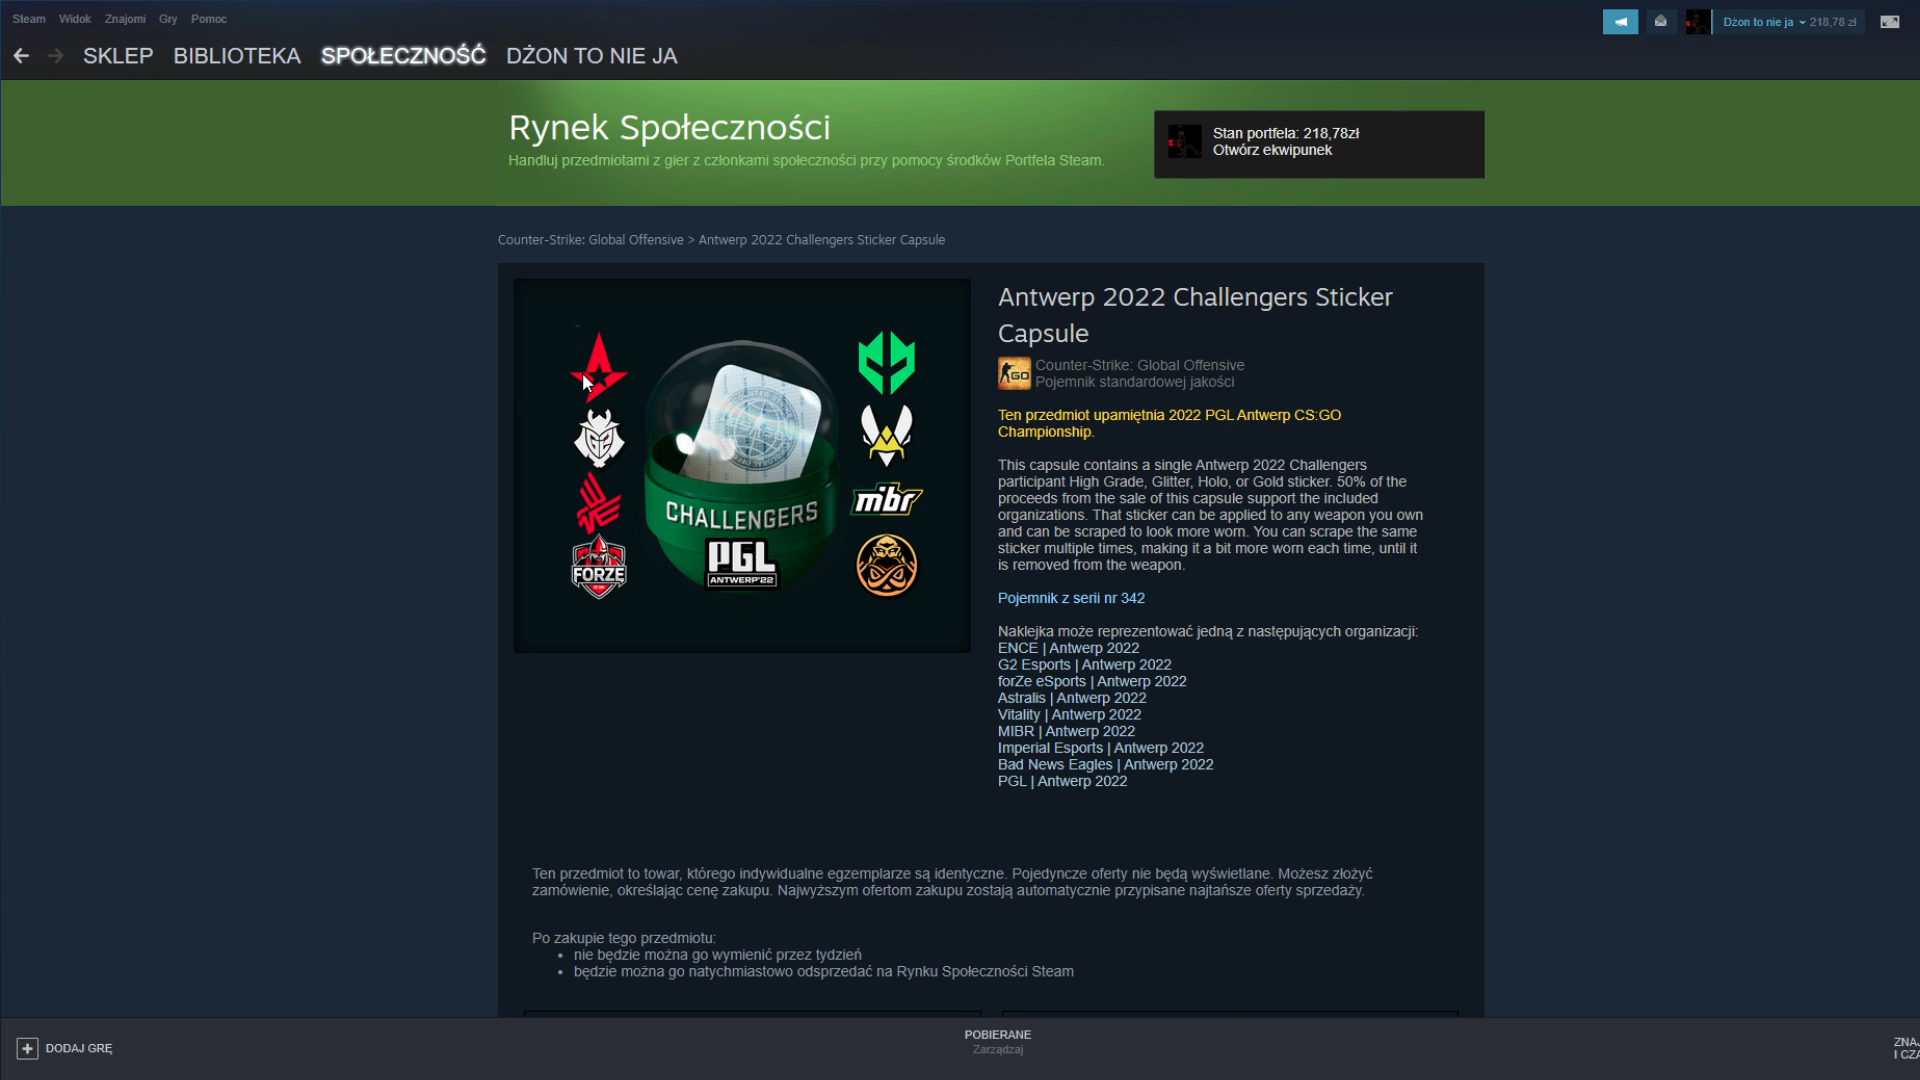 Steam Widok Znajomi Gry Pomoc
Dżon to nie ja 218,78 zł
SKLEP BIBLIOTEKA SPOŁECZNOŚĆ DŻON TO NIE JA
Rynek Społeczności
Handluj przedmiotami z gier z członkami społeczności przy pomocy środków Portfela Steam.
Stan portfela: 218,78zł
Otwórz ekwipunek
Counter-Strike: Global Offensive > Antwerp 2022 Challengers Sticker Capsule
G2
mibr
CHALLENGERS
PGL
ANTWERP'22
FORZE
Antwerp 2022 Challengers Sticker
Capsule
GO
Counter-Strike: Global Offensive
Pojemnik standardowej jakości
Ten przedmiot upamiętnia 2022 PGL Antwerp CS:GO
Championship.
This capsule contains a single Antwerp 2022 Challengers
participant High Grade, Glitter, Holo, or Gold sticker. 50% of the
proceeds from the sale of this capsule support the included
organizations. That sticker can be applied to any weapon you own
and can be scraped to look more worn. You can scrape the same
sticker multiple times, making it a bit more worn each time, until it
is removed from the weapon.
Pojemnik z serii nr 342
Naklejka może reprezentować jedną z następujących organizacji:
ENCE | Antwerp 2022
G2 Esports | Antwerp 2022
forZe eSports | Antwerp 2022
Astralis | Antwerp 2022
Vitality | Antwerp 2022
MIBR | Antwerp 2022
Imperial Esports | Antwerp 2022
Bad News Eagles | Antwerp 2022
PGL | Antwerp 2022
Ten przedmiot to towar, którego indywidualne egzemplarze są identyczne. Pojedyncze oferty nie będą wyświetlane. Możesz złożyć
zamówienie, określając cenę zakupu. Najwyższym ofertom zakupu zostają automatycznie przypisane najtańsze oferty sprzedaży.
Po zakupie tego przedmiotu:
• nie będzie można go wymienić przez tydzień
• będzie można go natychmiastowo odsprzedać na Rynku Społeczności Steam
DODAJ GRĘ
POBIERANE
Zarządzaj
ZNAJ
I CZA